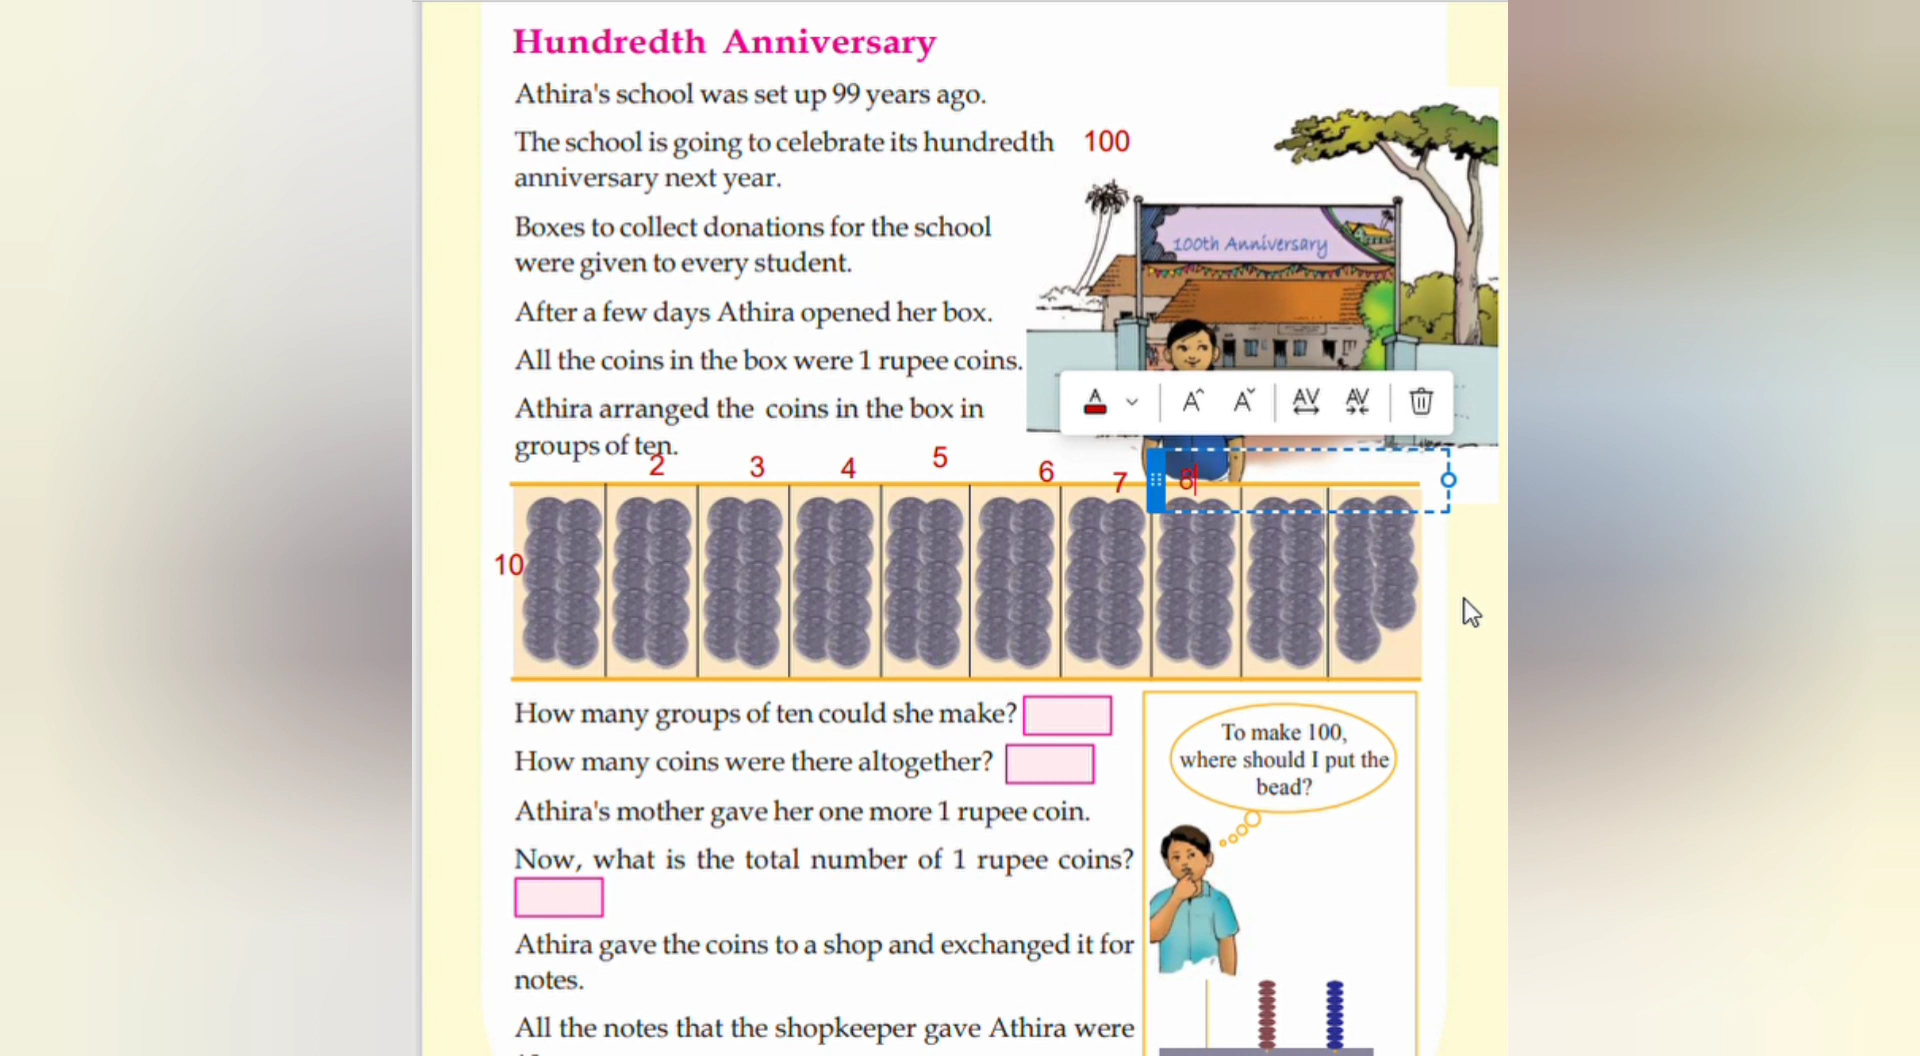 Hundredth Anniversary
Athira's school was set up 99 years ago.
The school is going to celebrate its hundredth 100
anniversary next year.
100th Anniversary
Boxes to collect donations for the school
were given to every student.
After a few days Athira opened her box.
All the coins in the box were 1 rupee coins.
A A A AV AV
Athira arranged the coins in the box in
groups of ten.
2 3 4 5 6 7 8
10
How many groups of ten could she make?
How many coins were there altogether?
Athira's mother gave her one more 1 rupee coin.
Now, what is the total number of 1 rupee coins?
Athira gave the coins to a shop and exchanged it for
notes.
All the notes that the shopkeeper gave Athira were
To make 100,
where should I put the
bead?